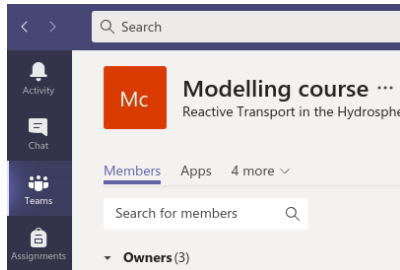 Search
Activity
Mc
Modelling course ...
Reactive Transport in the Hydrosphe
Chat
Members Apps 4 more
Teams
Search for members
Assignments
Owners (3)